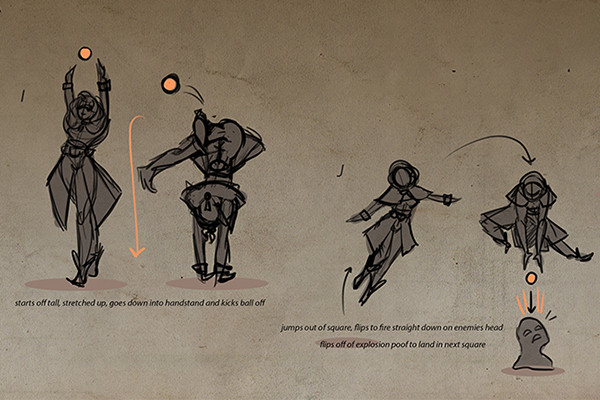 I
starts off tall, stretched up, goes down into handstand and kicks ball off
J
jumps out of square, flips to fire straight down on enemies head
flips off of explosion poof to land in next square